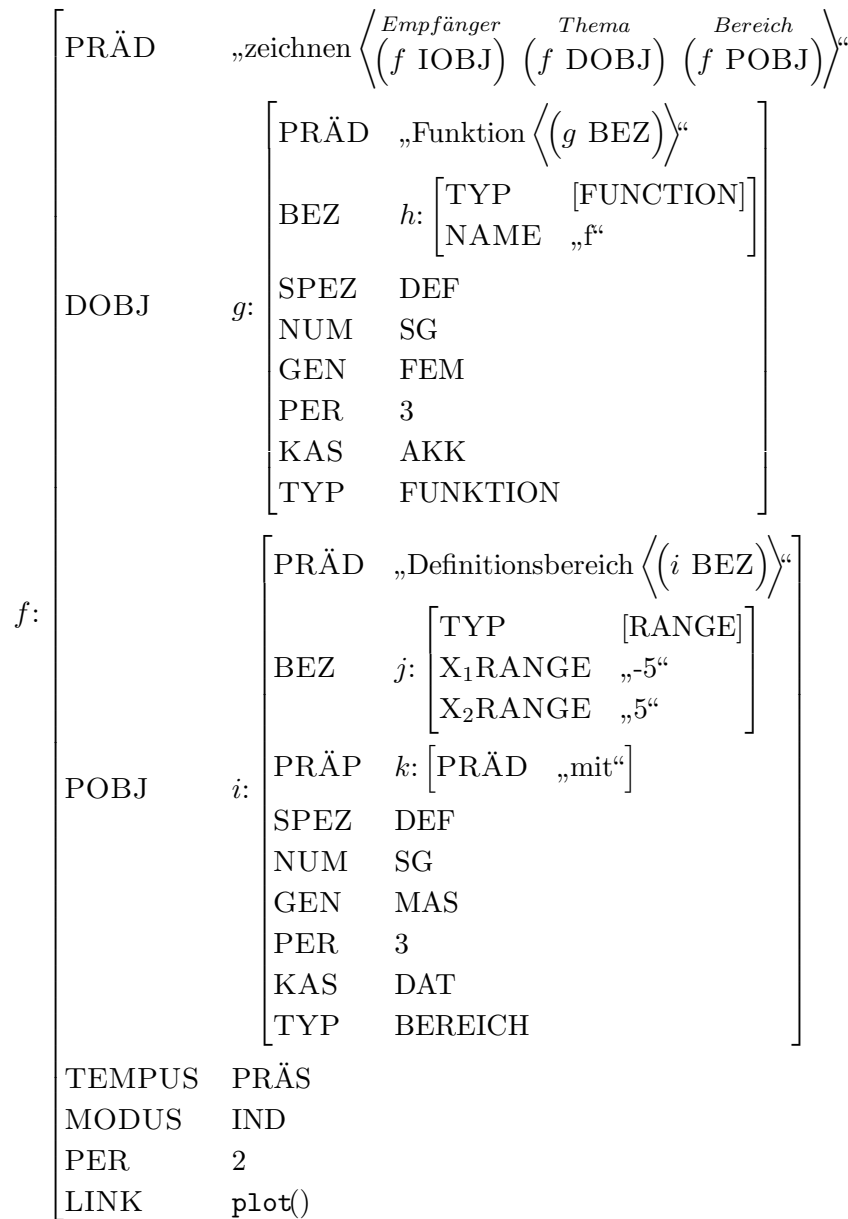 Empfänger Thema Bereich
PRÄD „zeichnen ⟨(f IOBJ) (f DOBJ) (f POBJ)⟩“
PRÄD „Funktion ⟨(g BEZ)⟩“
TYP [FUNCTION]
BEZ h:
NAME „f“
SPEZ DEF
DOBJ g:
NUM SG
GEN FEM
PER 3
KAS AKK
TYP FUNKTION
PRÄD „Definitionsbereich ⟨(i BEZ)⟩“
f:
TYP [RANGE]
BEZ j: X₁RANGE „-5“
X₂RANGE „5“
PRÄP k: [PRÄD „mit“]
POBJ i:
SPEZ DEF
NUM SG
GEN MAS
PER 3
KAS DAT
TYP BEREICH
TEMPUS PRÄS
MODUS IND
PER 2
LINK plot()